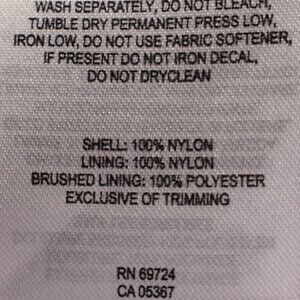 WASH SEPARATELY, DO NOT BLEACH,
TUMBLE DRY PERMANENT PRESS LOW,
IRON LOW, DO NOT USE FABRIC SOFTENER,
IF PRESENT DO NOT IRON DECAL,
DO NOT DRYCLEAN
SHELL: 100% NYLON
LINING: 100% NYLON
BRUSHED LINING: 100% POLYESTER
EXCLUSIVE OF TRIMMING
RN 69724
CA 05367